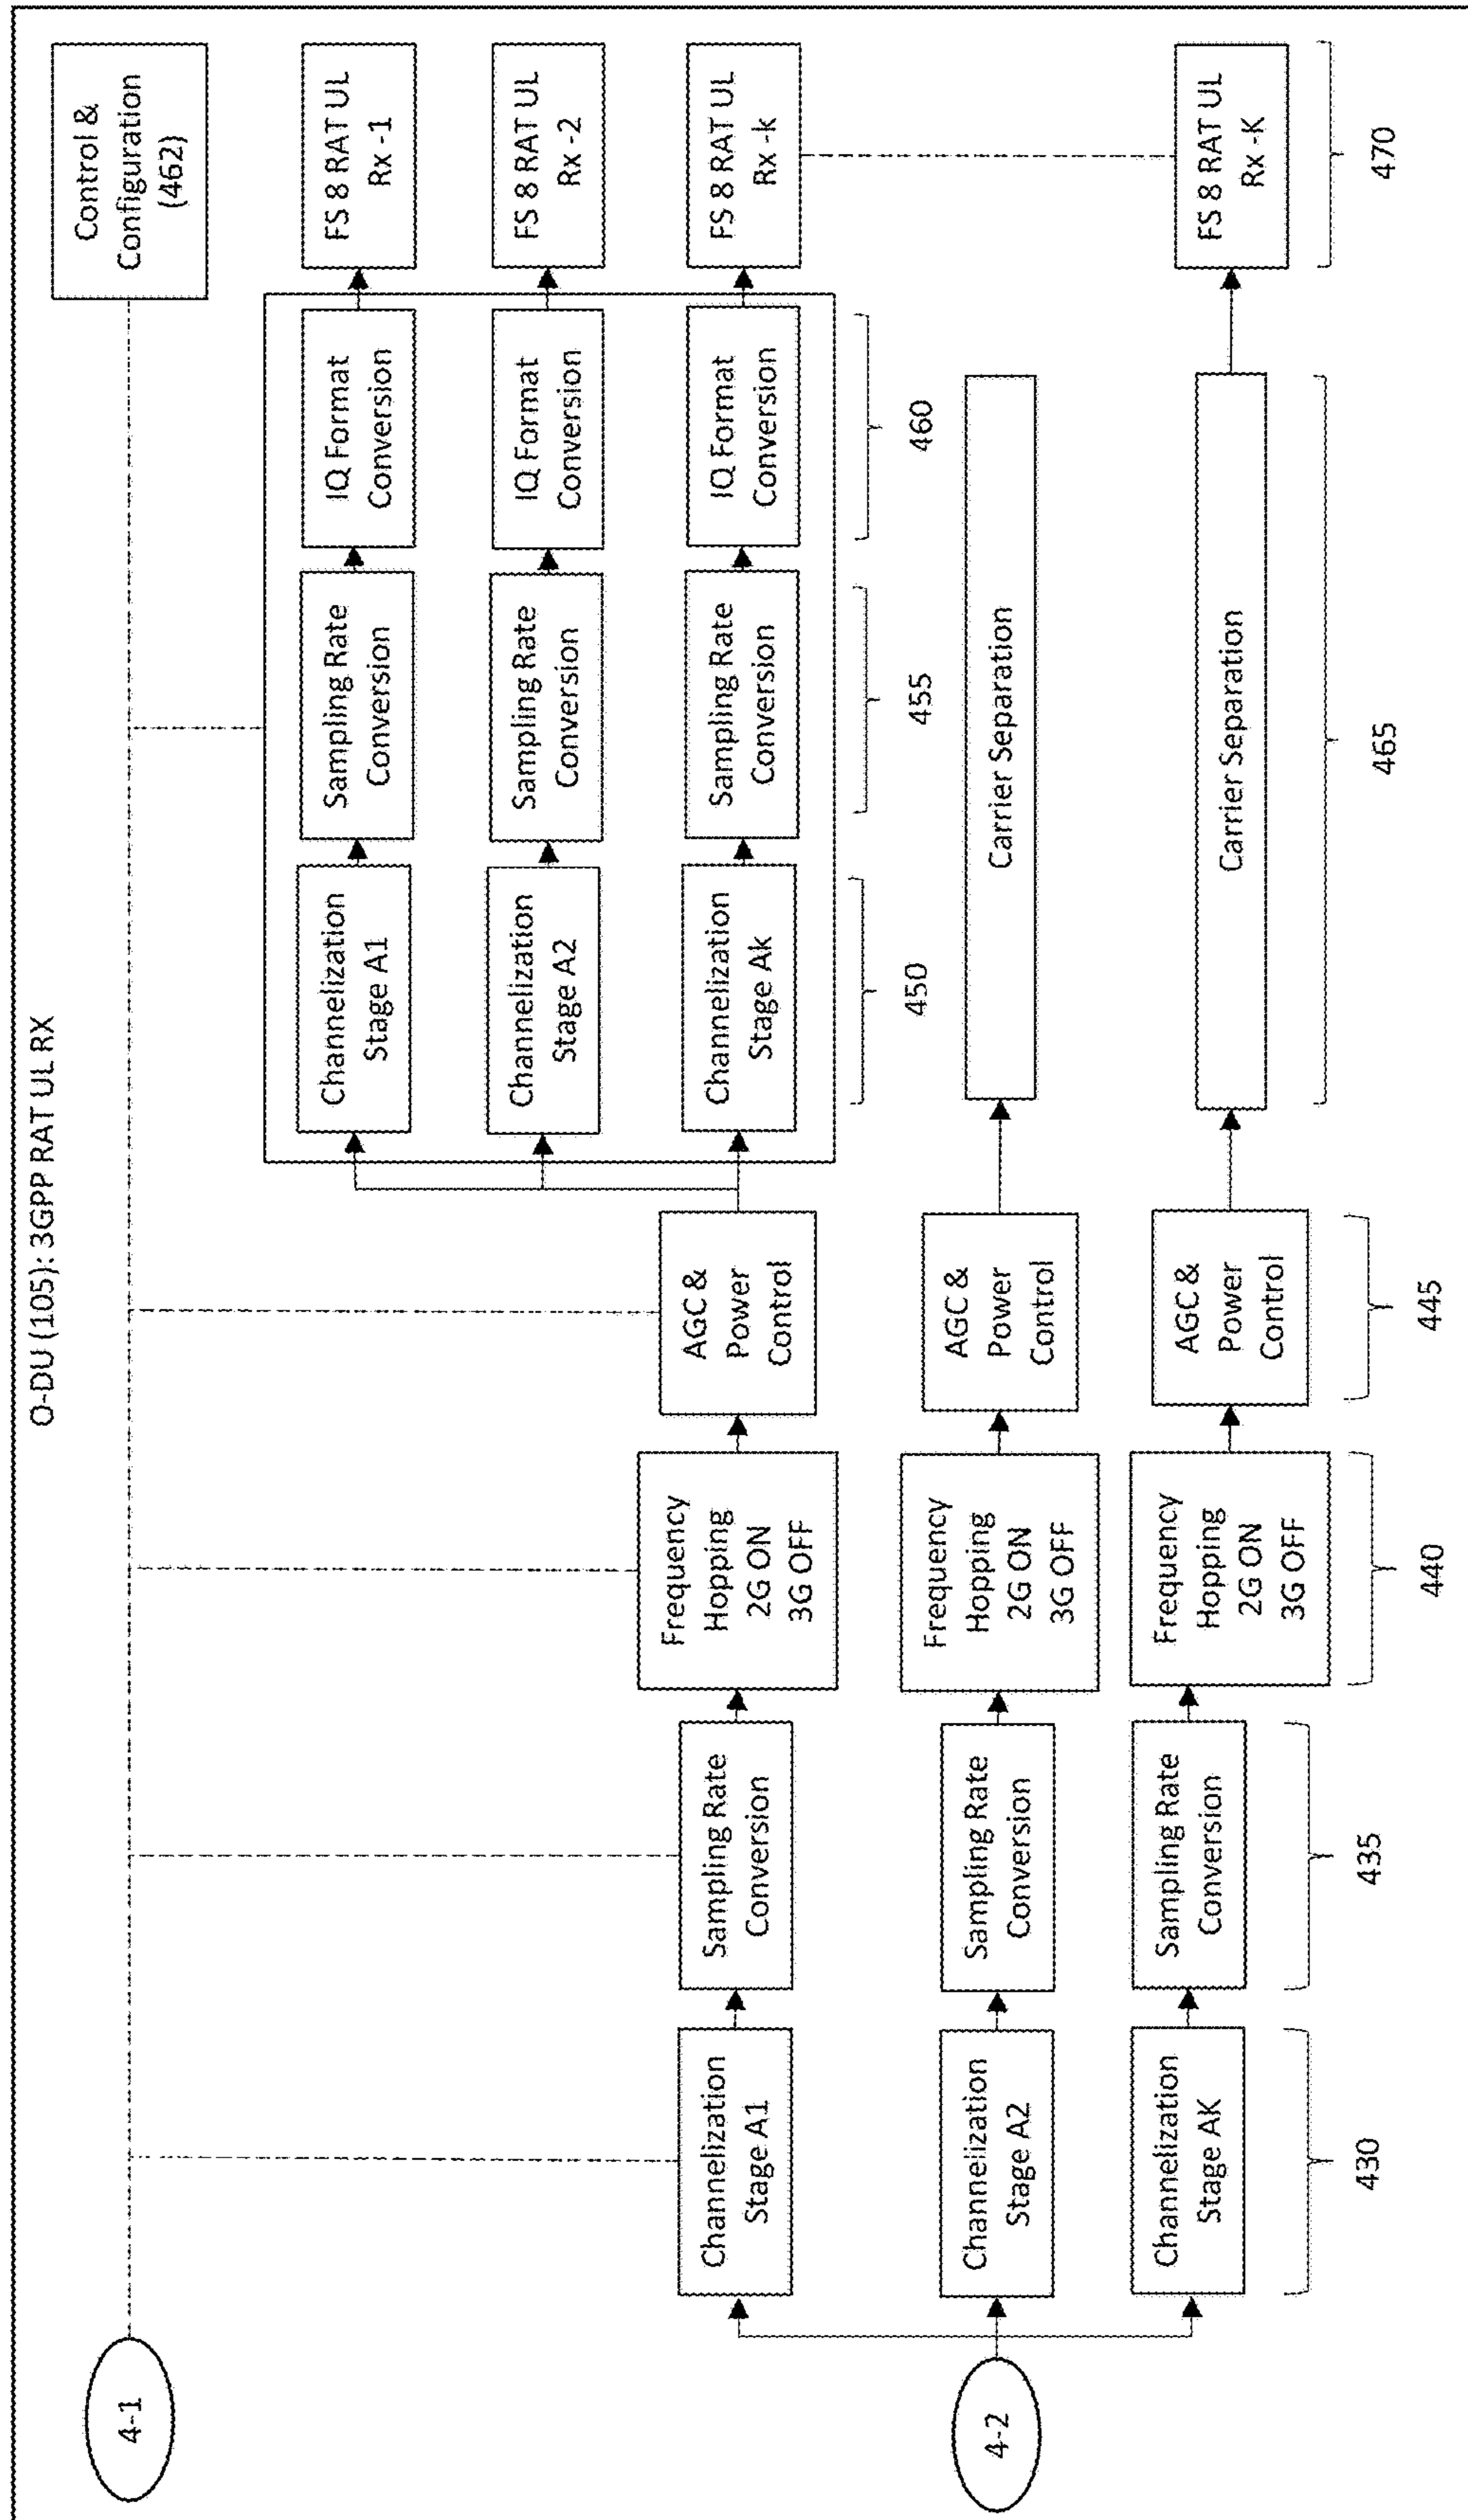 O-DU (105): 3GPP RAT UL RX
4-1
Control &
Configuration
(462)
Channelization
Stage A1
Sampling Rate
Conversion
IQ Format
Conversion
FS 8 RAT UL
Rx -1
Channelization
Stage A2
Sampling Rate
Conversion
IQ Format
Conversion
FS 8 RAT UL
Rx -2
Channelization
Stage A1
Sampling Rate
Conversion
Frequency
Hopping
2G ON
3G OFF
AGC &
Power
Control
Channelization
Stage Ak
Sampling Rate
Conversion
IQ Format
Conversion
FS 8 RAT UL
Rx -k
450
455
460
4-2
Channelization
Stage A2
Sampling Rate
Conversion
Frequency
Hopping
2G ON
3G OFF
AGC &
Power
Control
Carrier Separation
Channelization
Stage AK
Sampling Rate
Conversion
Frequency
Hopping
2G ON
3G OFF
AGC &
Power
Control
Carrier Separation
FS 8 RAT UL
Rx -K
430
435
440
445
465
470